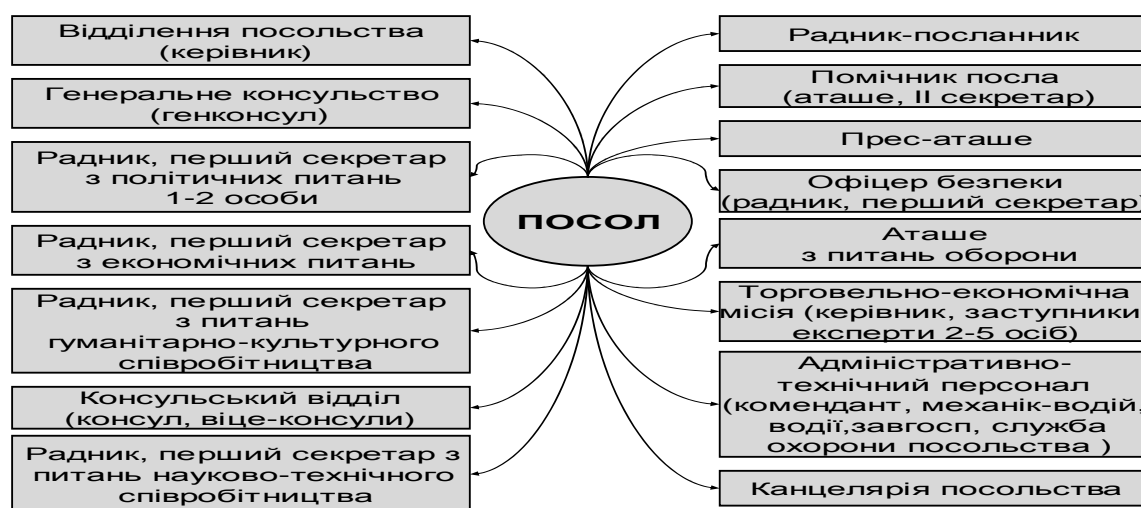 Відділення посольства
(керівник)
Генеральне консульство
(генконсул)
Радник, перший секретар
з політичних питань
1-2 особи
Радник, перший секретар
з економічних питань
Радник, перший секретар
з питань
гуманітарно-культурного
співробітництва
Консульський відділ
(консул, віце-консули)
Радник, перший секретар з
питань науково-технічного
співробітництва
ПОСОЛ
Радник-посланник
Помічник посла
(аташе, ІІ секретар)
Прес-аташе
Офіцер безпеки
(радник, перший секретар)
Аташе
з питань оборони
Торговельно-економічна
місія (керівник, заступники,
експерти 2-5 осіб)
Адміністративно-
технічний персонал
(комендант, механік-водій,
водії,завгосп, служба
охорони посольства )
Канцелярія посольства